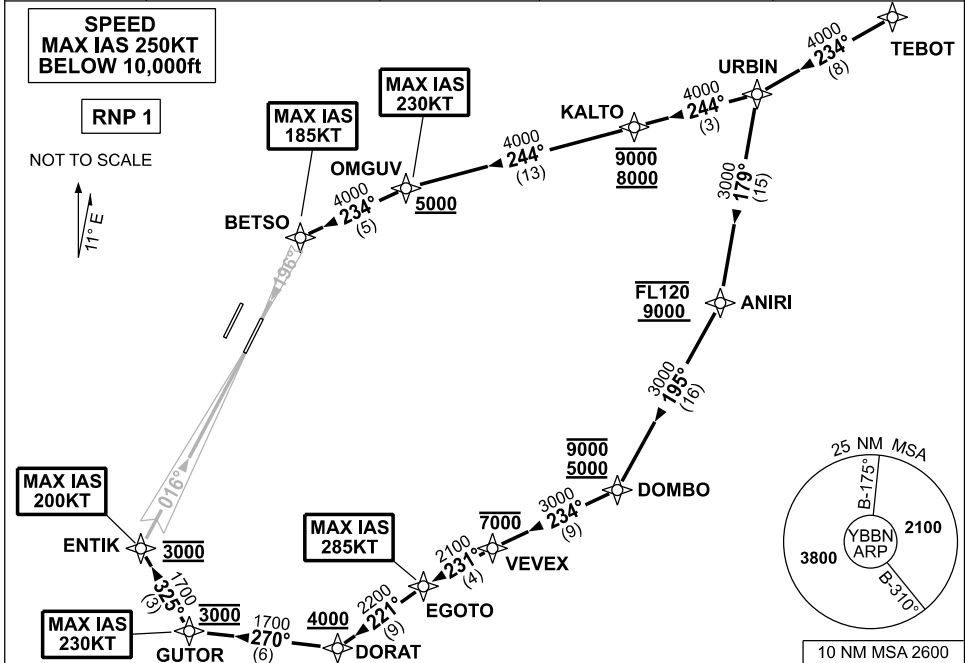 SPEED
MAX IAS 250KT
BELOW 10,000ft
RNP 1
NOT TO SCALE
11° E
TEBOT
4000
234°
(8)
URBIN
4000
244°
(3)
KALTO
9000
8000
4000
244°
(13)
MAX IAS
230KT
OMGUV
5000
4000
234°
(5)
MAX IAS
185KT
BETSO
196°
3000
179°
(15)
FL120
9000
ANIRI
3000
195°
(16)
9000
5000
DOMBO
3000
234°
(9)
7000
VEVEX
2100
231°
(4)
MAX IAS
285KT
EGOTO
2200
221°
(9)
4000
DORAT
1700
270°
(6)
3000
MAX IAS
230KT
GUTOR
1700
325°
(3)
MAX IAS
200KT
ENTIK
3000
016°
25 NM MSA
B-175°
YBBN
ARP
2100
3800
B-310°
10 NM MSA 2600